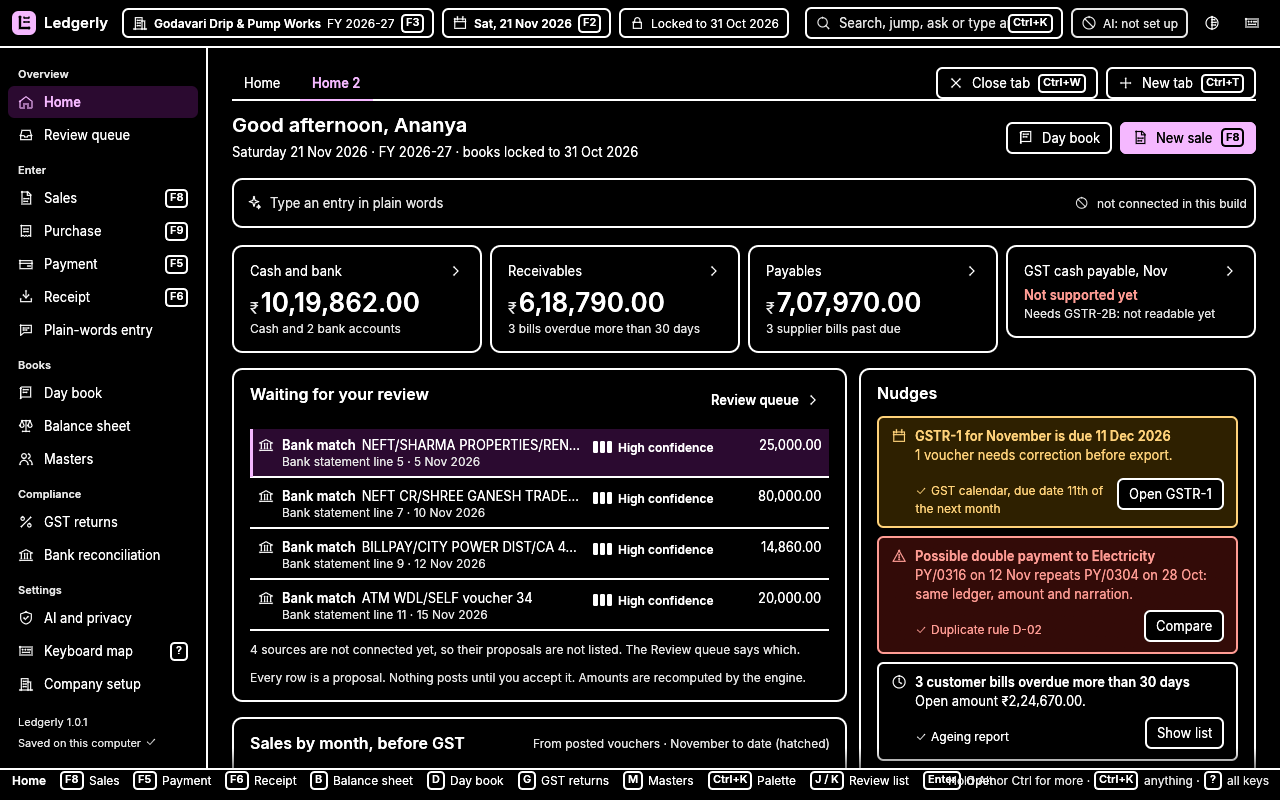 Ledgerly
Godavari Drip & Pump Works FY 2026-27 F3
Sat, 21 Nov 2026 F2
Locked to 31 Oct 2026
Search, jump, ask or type a Ctrl+K
AI: not set up
Overview
Home
Review queue
Enter
Sales F8
Purchase F9
Payment F5
Receipt F6
Plain-words entry
Books
Day book
Balance sheet
Masters
Compliance
GST returns
Bank reconciliation
Settings
AI and privacy
Keyboard map ?
Company setup
Ledgerly 1.0.1
Saved on this computer
Home Home 2
Close tab Ctrl+W
New tab Ctrl+T
Good afternoon, Ananya
Saturday 21 Nov 2026 · FY 2026-27 · books locked to 31 Oct 2026
Day book
New sale F8
Type an entry in plain words
not connected in this build
Cash and bank
₹10,19,862.00
Cash and 2 bank accounts
Receivables
₹6,18,790.00
3 bills overdue more than 30 days
Payables
₹7,07,970.00
3 supplier bills past due
GST cash payable, Nov
Not supported yet
Needs GSTR-2B: not readable yet
Waiting for your review
Review queue
Bank match NEFT/SHARMA PROPERTIES/REN... High confidence 25,000.00
Bank statement line 5 · 5 Nov 2026
Bank match NEFT CR/SHREE GANESH TRADE... High confidence 80,000.00
Bank statement line 7 · 10 Nov 2026
Bank match BILLPAY/CITY POWER DIST/CA 4... High confidence 14,860.00
Bank statement line 9 · 12 Nov 2026
Bank match ATM WDL/SELF voucher 34 High confidence 20,000.00
Bank statement line 11 · 15 Nov 2026
4 sources are not connected yet, so their proposals are not listed. The Review queue says which.
Every row is a proposal. Nothing posts until you accept it. Amounts are recomputed by the engine.
Sales by month, before GST
From posted vouchers · November to date (hatched)
Nudges
GSTR-1 for November is due 11 Dec 2026
1 voucher needs correction before export.
GST calendar, due date 11th of
the next month
Open GSTR-1
Possible double payment to Electricity
PY/0316 on 12 Nov repeats PY/0304 on 28 Oct:
same ledger, amount and narration.
Duplicate rule D-02
Compare
3 customer bills overdue more than 30 days
Open amount ₹2,24,670.00.
Ageing report
Show list
Home F8 Sales F5 Payment F6 Receipt B Balance sheet D Day book G GST returns M Masters Ctrl+K Palette J / K Review list Enter or Ctrl for more · Ctrl+K anything · ? all keys